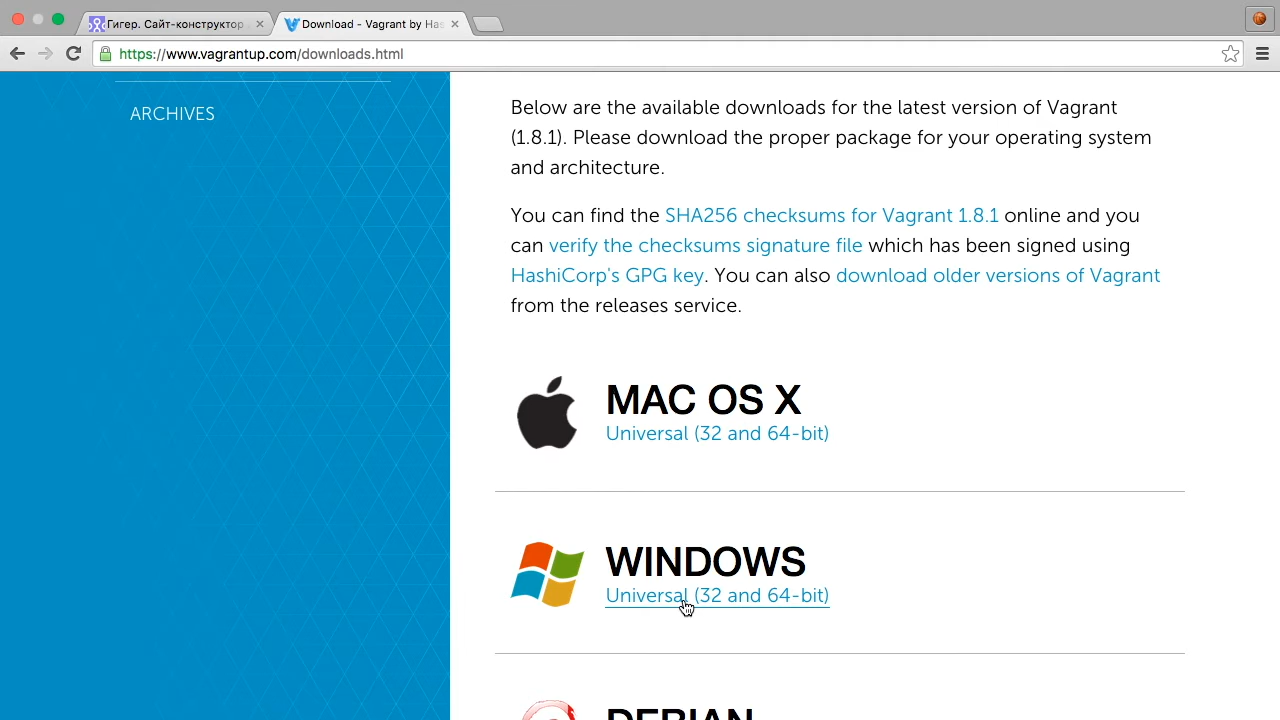 Гигер. Сайт-конструктор
Download - Vagrant by Has
https://www.vagrantup.com/downloads.html
ARCHIVES
Below are the available downloads for the latest version of Vagrant
(1.8.1). Please download the proper package for your operating system
and architecture.
You can find the SHA256 checksums for Vagrant 1.8.1 online and you
can verify the checksums signature file which has been signed using
HashiCorp's GPG key. You can also download older versions of Vagrant
from the releases service.
MAC OS X
Universal (32 and 64-bit)
WINDOWS
Universal (32 and 64-bit)
DEBIAN